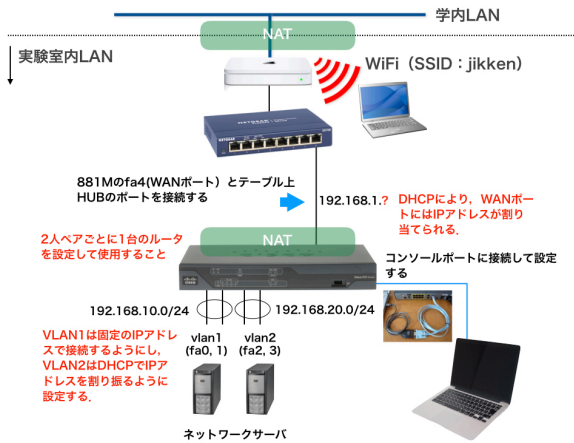 学内LAN
NAT
実験室内LAN
WiFi（SSID：jikken）
NETGEAR
881Mのfa4(WANポート）とテーブル上
HUBのポートを接続する
192.168.1.?
DHCPにより，WANポー
トにはIPアドレスが割り
当てられる．
2人ペアごとに1台のルータ
を設定して使用すること
NAT
コンソールポートに接続して設定
する
CISCO
192.168.10.0/24
192.168.20.0/24
VLAN1は固定のIPアドレ
スで接続するようにし，
VLAN2はDHCPでIPア
ドレスを割り振るように
設定する．
vlan1
(fa0, 1)
vlan2
(fa2, 3)
ネットワークサーバ